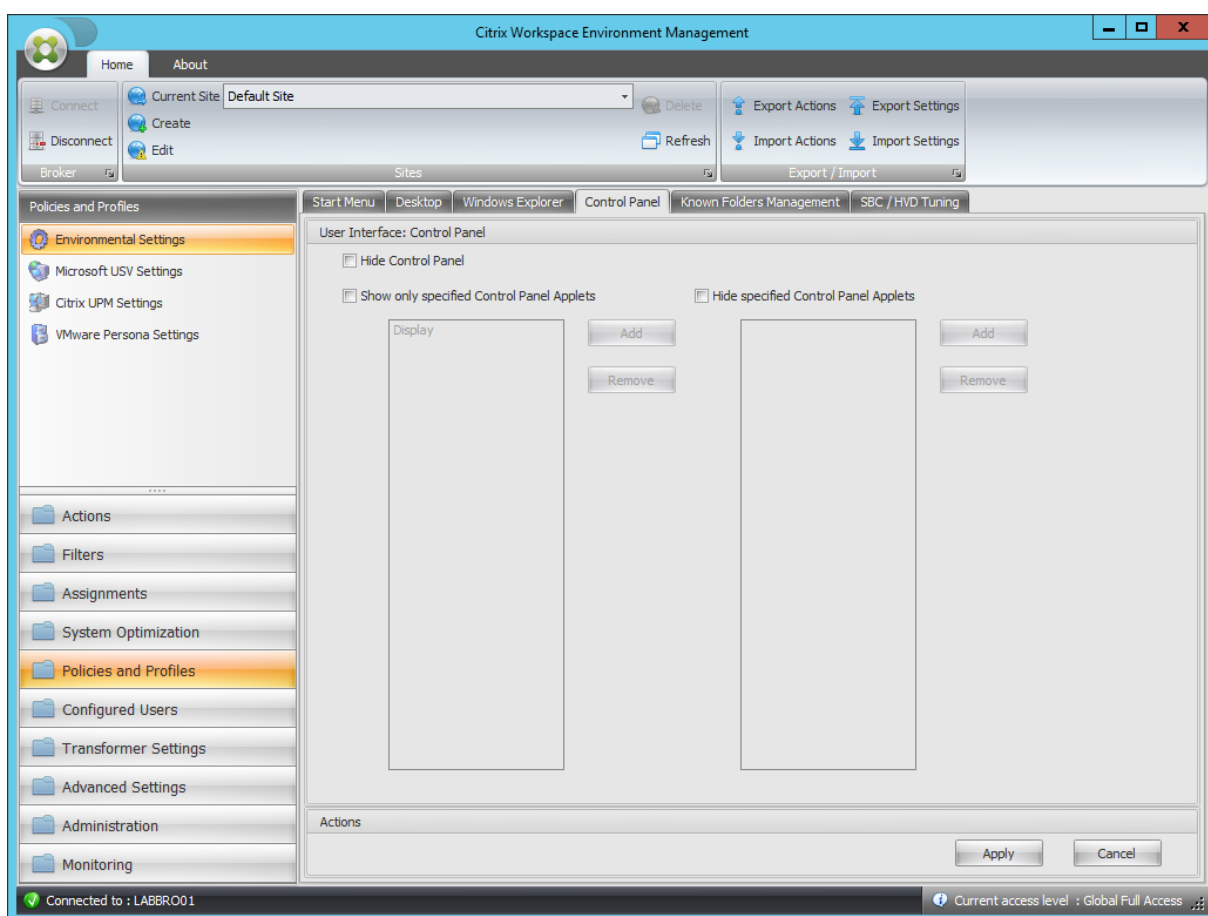 Citrix Workspace Environment Management
Home About
Connect
Disconnect
Broker
Current Site Default Site
Create
Edit
Delete
Refresh
Sites
Export Actions Export Settings
Import Actions Import Settings
Export / Import
Policies and Profiles
Environmental Settings
Microsoft USV Settings
Citrix UPM Settings
VMware Persona Settings
Actions
Filters
Assignments
System Optimization
Policies and Profiles
Configured Users
Transformer Settings
Advanced Settings
Administration
Monitoring
Start Menu Desktop Windows Explorer Control Panel Known Folders Management SBC / HVD Tuning
User Interface: Control Panel
Hide Control Panel
Show only specified Control Panel Applets
Display
Add
Remove
Hide specified Control Panel Applets
Add
Remove
Actions
Apply Cancel
Connected to : LABBRO01
Current access level : Global Full Access